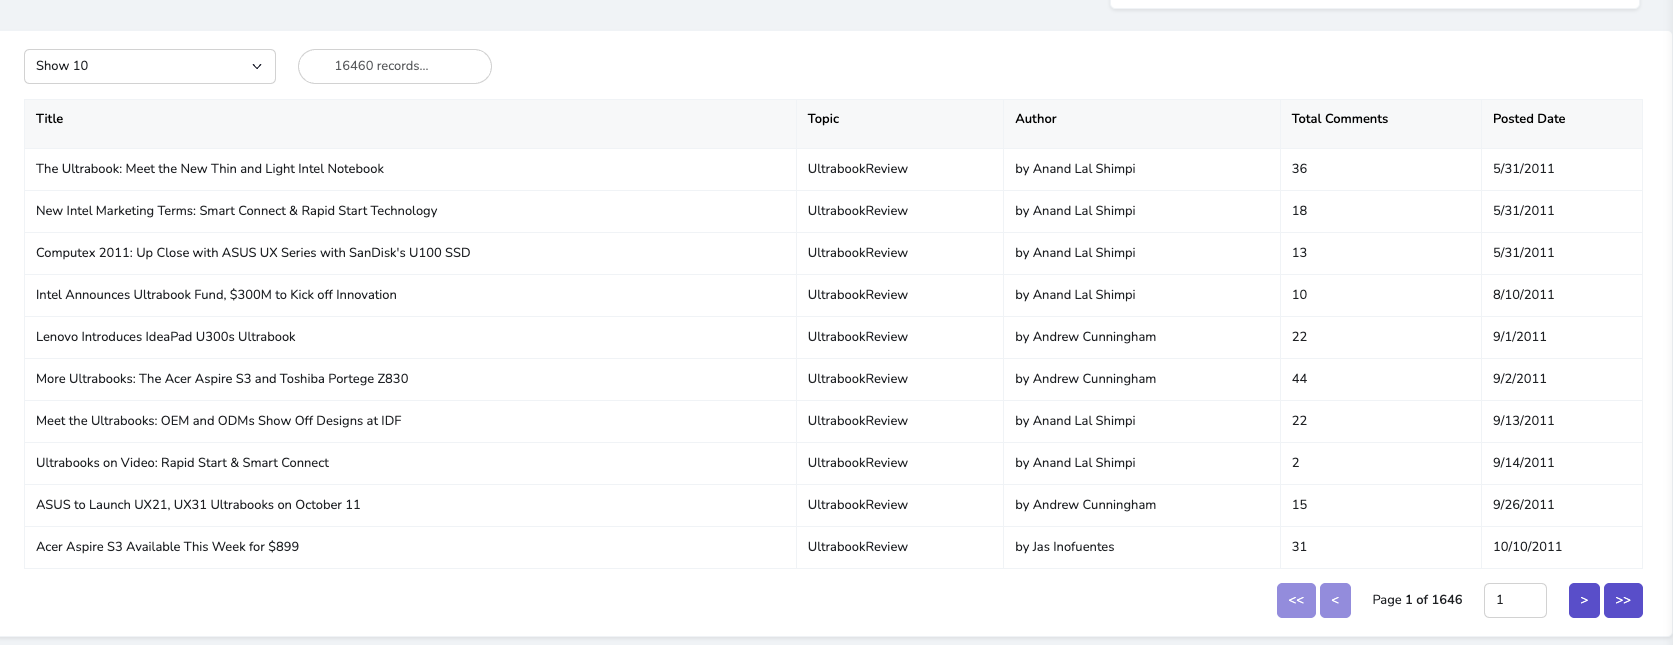 Show 10
16460 records...
Title Topic Author Total Comments Posted Date
The Ultrabook: Meet the New Thin and Light Intel Notebook UltrabookReview by Anand Lal Shimpi 36 5/31/2011
New Intel Marketing Terms: Smart Connect & Rapid Start Technology UltrabookReview by Anand Lal Shimpi 18 5/31/2011
Computex 2011: Up Close with ASUS UX Series with SanDisk's U100 SSD UltrabookReview by Anand Lal Shimpi 13 5/31/2011
Intel Announces Ultrabook Fund, $300M to Kick off Innovation UltrabookReview by Anand Lal Shimpi 10 8/10/2011
Lenovo Introduces IdeaPad U300s Ultrabook UltrabookReview by Andrew Cunningham 22 9/1/2011
More Ultrabooks: The Acer Aspire S3 and Toshiba Portege Z830 UltrabookReview by Andrew Cunningham 44 9/2/2011
Meet the Ultrabooks: OEM and ODMs Show Off Designs at IDF UltrabookReview by Anand Lal Shimpi 22 9/13/2011
Ultrabooks on Video: Rapid Start & Smart Connect UltrabookReview by Anand Lal Shimpi 2 9/14/2011
ASUS to Launch UX21, UX31 Ultrabooks on October 11 UltrabookReview by Andrew Cunningham 15 9/26/2011
Acer Aspire S3 Available This Week for $899 UltrabookReview by Jas Inofuentes 31 10/10/2011
<< < Page 1 of 1646 1 > >>